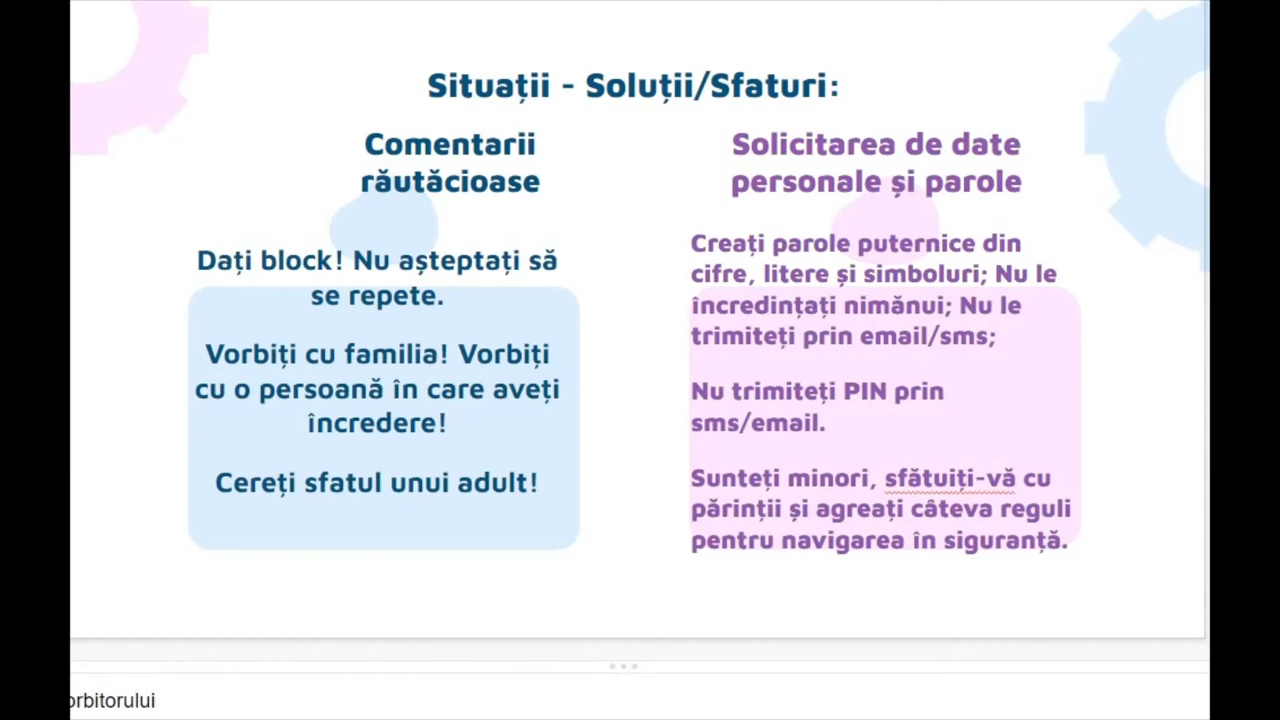 Situații - Soluții/Sfaturi:
Comentarii
răutăcioase
Dați block! Nu așteptați să
se repete.
Vorbiți cu familia! Vorbiți
cu o persoană în care aveți
încredere!
Cereți sfatul unui adult!
Solicitarea de date
personale și parole
Creați parole puternice din
cifre, litere și simboluri; Nu le
încredințați nimănui; Nu le
trimiteți prin email/sms;
Nu trimiteți PIN prin
sms/email.
Sunteți minori, sfătuiți-vă cu
părinții și agreați câteva reguli
pentru navigarea în siguranță.
orbitorului